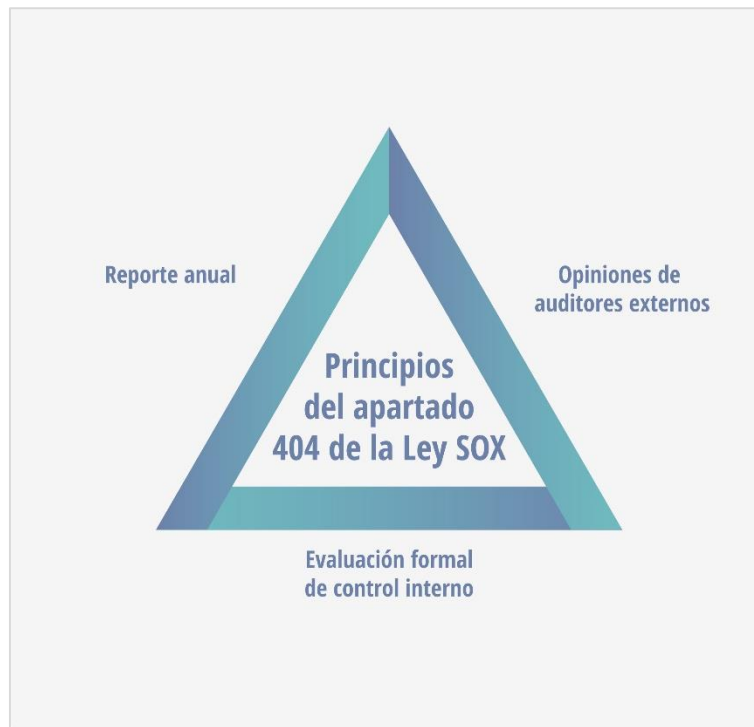 Reporte anual
Opiniones de
auditores externos
Principios
del apartado
404 de la Ley SOX
Evaluación formal
de control interno